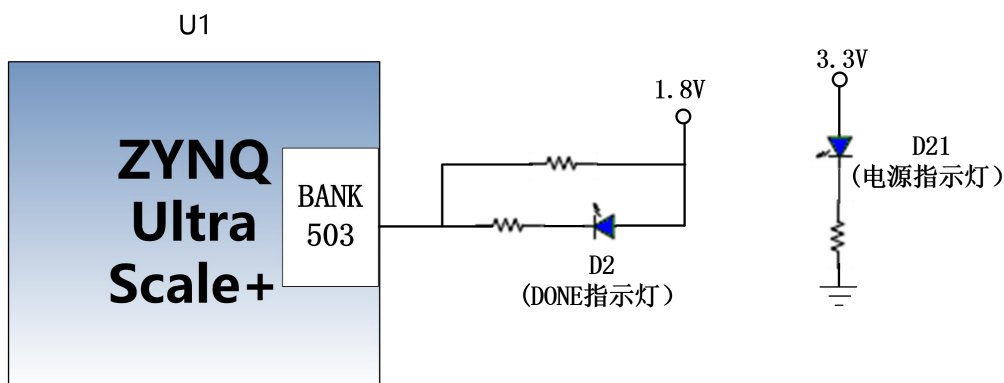 U1
ZYNQ
Ultra
Scale+
BANK
503
1.8V
D2
(DONE指示灯)
3.3V
D21
(电源指示灯)